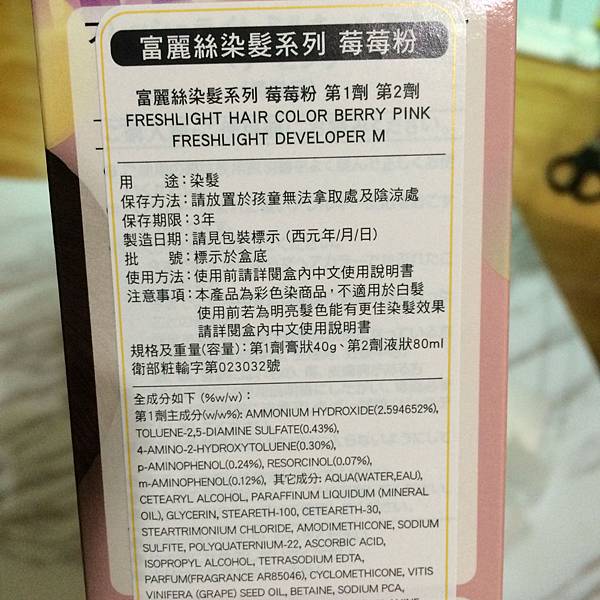 富麗絲染髮系列 莓莓粉
富麗絲染髮系列 莓莓粉 第1劑 第2劑
FRESHLIGHT HAIR COLOR BERRY PINK
FRESHLIGHT DEVELOPER M
用　　途：染髮
保存方法：請放置於孩童無法拿取處及陰涼處
保存期限：3年
製造日期：請見包裝標示 (西元年/月/日)
批　　號：標示於盒底
使用方法：使用前請詳閱盒內中文使用說明書
注意事項：本產品為彩色染商品，不適用於白髮
使用前若為明亮髮色能有更佳染髮效果
請詳閱盒內中文使用說明書
規格及重量(容量)：第1劑膏狀40g、第2劑液狀80ml
衛部粧輸字第023032號
全成分如下 (%w/w)：
第1劑主成分(w/w%): AMMONIUM HYDROXIDE(2.594652%),
TOLUENE-2,5-DIAMINE SULFATE(0.43%),
4-AMINO-2-HYDROXYTOLUENE(0.30%),
p-AMINOPHENOL(0.24%), RESORCINOL(0.07%),
m-AMINOPHENOL(0.12%), 其它成分: AQUA(WATER,EAU),
CETEARYL ALCOHOL, PARAFFINUM LIQUIDUM (MINERAL
OIL), GLYCERIN, STEARETH-100, CETEARETH-30,
STEARTRIMONIUM CHLORIDE, AMODIMETHICONE, SODIUM
SULFITE, POLYQUATERNIUM-22, ASCORBIC ACID,
ISOPROPYL ALCOHOL, TETRASODIUM EDTA,
PARFUM(FRAGRANCE AR85046), CYCLOMETHICONE, VITIS
VINIFERA (GRAPE) SEED OIL, BETAINE, SODIUM PCA,